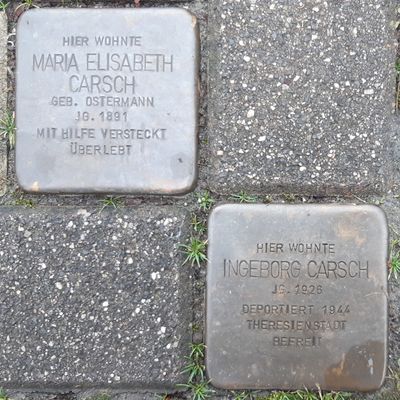 HIER WOHNTE
MARIA ELISABETH
CARSCH
GEB. OSTERMANN
JG. 1891
MIT HILFE VERSTECKT
ÜBERLEBT
HIER WOHNTE
INGEBORG CARSCH
JG. 1926
DEPORTIERT 1944
THERESIENSTADT
BEFREIT